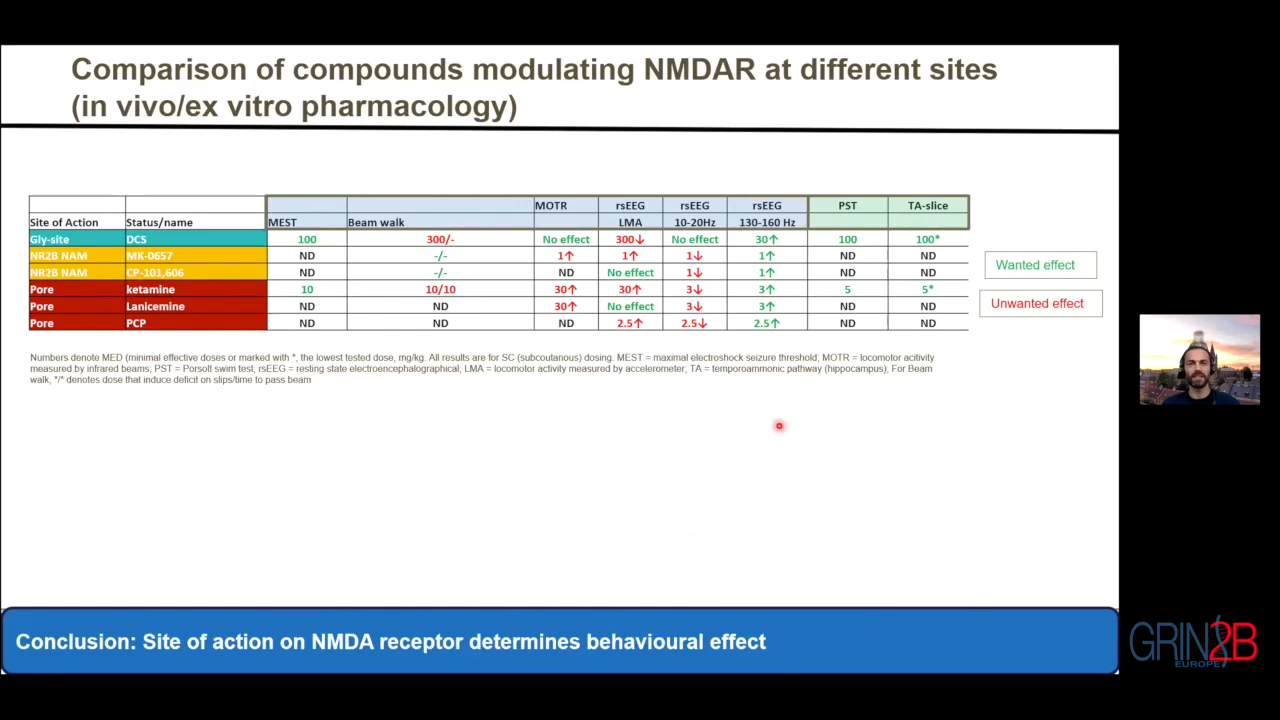 Comparison of compounds modulating NMDAR at different sites
(in vivo/ex vitro pharmacology)
MOTR rsEEG rsEEG rsEEG PST TA-slice
Site of Action Status/name MEST Beam walk LMA 10-20Hz 130-160 Hz
Gly-site DCS 100 300/- No effect 300↓ No effect 30↑ 100 100*
NR2B NAM MK-0657 ND -/- 1↑ 1↑ 1↓ 1↑ ND ND
NR2B NAM CP-101,606 ND -/- ND No effect 1↓ 1↑ ND ND
Pore ketamine 10 10/10 30↑ 30↑ 3↓ 3↑ 5 5*
Pore Lanicemine ND ND 30↑ No effect 3↓ 3↑ ND ND
Pore PCP ND ND ND 2.5↑ 2.5↓ 2.5↑ ND ND
Wanted effect
Unwanted effect
Numbers denote MED (minimal effective doses or marked with *, the lowest tested dose, mg/kg. All results are for SC (subcoutanous) dosing. MEST = maximal electroshock seizure threshold; MOTR = locomotor acitivity
measured by infrared beams; PST = Porsolt swim test, rsEEG = resting state electroencephalographical; LMA = locomotor activity measured by accelerometer; TA = temporoammonic pathway (hippocampus); For Beam
walk, */* denotes dose that induce deficit on slips/time to pass beam
Conclusion: Site of action on NMDA receptor determines behavioural effect
GRIN2B
EUROPE